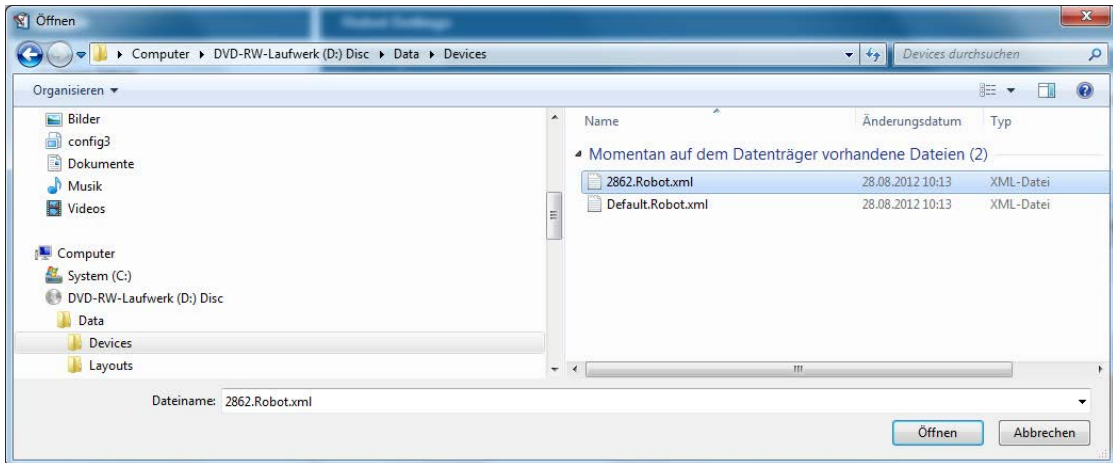 Öffnen
Robot Settings
Computer ▸ DVD-RW-Laufwerk (D:) Disc ▸ Data ▸ Devices
Devices durchsuchen
Organisieren
Bilder
config3
Dokumente
Musik
Videos
Computer
System (C:)
DVD-RW-Laufwerk (D:) Disc
Data
Devices
Layouts
Name Änderungsdatum Typ
Momentan auf dem Datenträger vorhandene Dateien (2)
2862.Robot.xml 28.08.2012 10:13 XML-Datei
Default.Robot.xml 28.08.2012 10:13 XML-Datei
Dateiname: 2862.Robot.xml
Öffnen Abbrechen